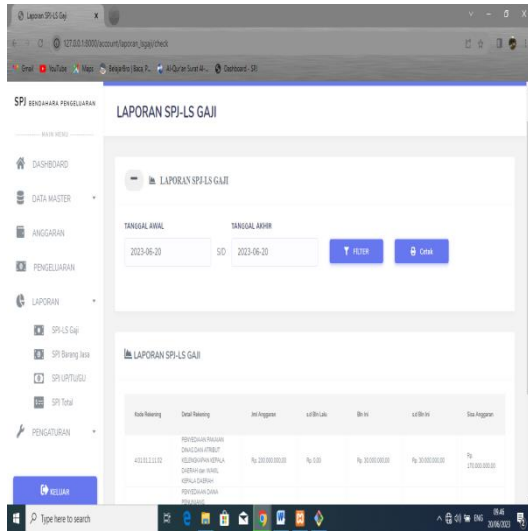 Laporan SPJ-LS Gaji
127.0.0.1:8000/account/laporan_lsgaji/check
Gmail YouTube Maps Dashboard - SPJ
SPJ BENDAHARA PENGELUARAN
MAIN MENU
DASHBOARD
DATA MASTER
ANGGARAN
PENGELUARAN
LAPORAN
SPJ-LS Gaji
SPJ Barang Jasa
SPJ UP/TU/GU
SPJ Total
PENGATURAN
KELUAR
LAPORAN SPJ-LS GAJI
LAPORAN SPJ-LS GAJI
TANGGAL AWAL TANGGAL AKHIR
2023-06-20 S/D 2023-06-20 FILTER Cetak
LAPORAN SPJ-LS GAJI
Kode Rekening Detail Rekening Jml Anggaran s.d Bln Lalu Bln Ini s.d Bln Ini Sisa Anggaran
PENYEDIAAN PAKAIAN
DINAS DAN ATRIBUT
KELENGKAPAN KEPALA
DAERAH dan WAKIL
KEPALA DAERAH
PENYEDIAAN DANA
PENUNJANG
Rp. 200.000.000,00 Rp. 0,00 Rp. 30.000.000,00 Rp. 30.000.000,00 Rp. 170.000.000,00
Type here to search
ENG
09.46
20/06/2023